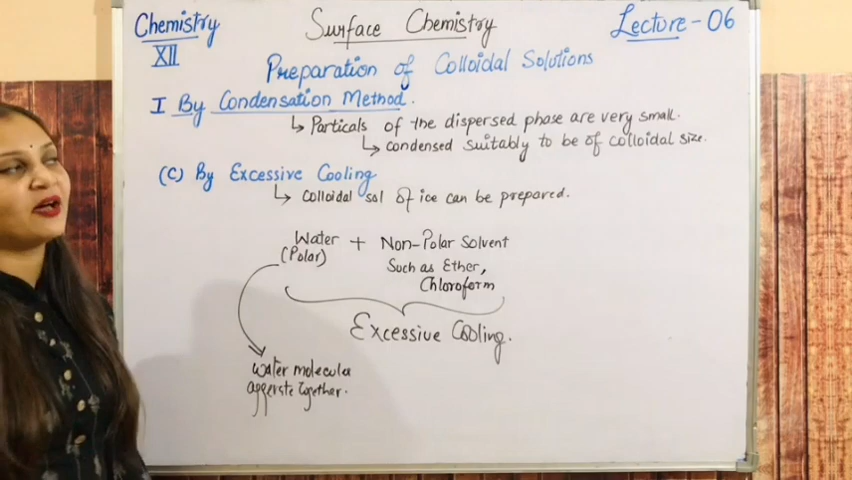 Chemistry
XII
Surface Chemistry
Lecture-06
Preparation of Colloidal Solutions
I By Condensation Method.
↳ Particals of the dispersed phase are very small.
↳ condensed suitably to be of colloidal size.
(C) By Excessive Cooling
↳ Colloidal sol of ice can be prepared.
Water + Non-Polar Solvent
(Polar)
Such as Ether,
Chloroform
Excessive Cooling.
water molecula
together.